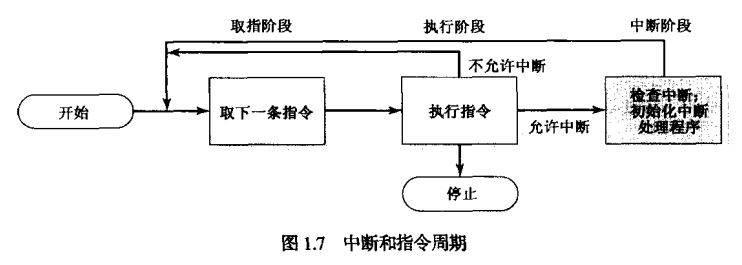 取指阶段
执行阶段
中断阶段
不允许中断
开始
取下一条指令
执行指令
允许中断
检查中断;
初始化中断
处理程序
停止
图 1.7 中断和指令周期